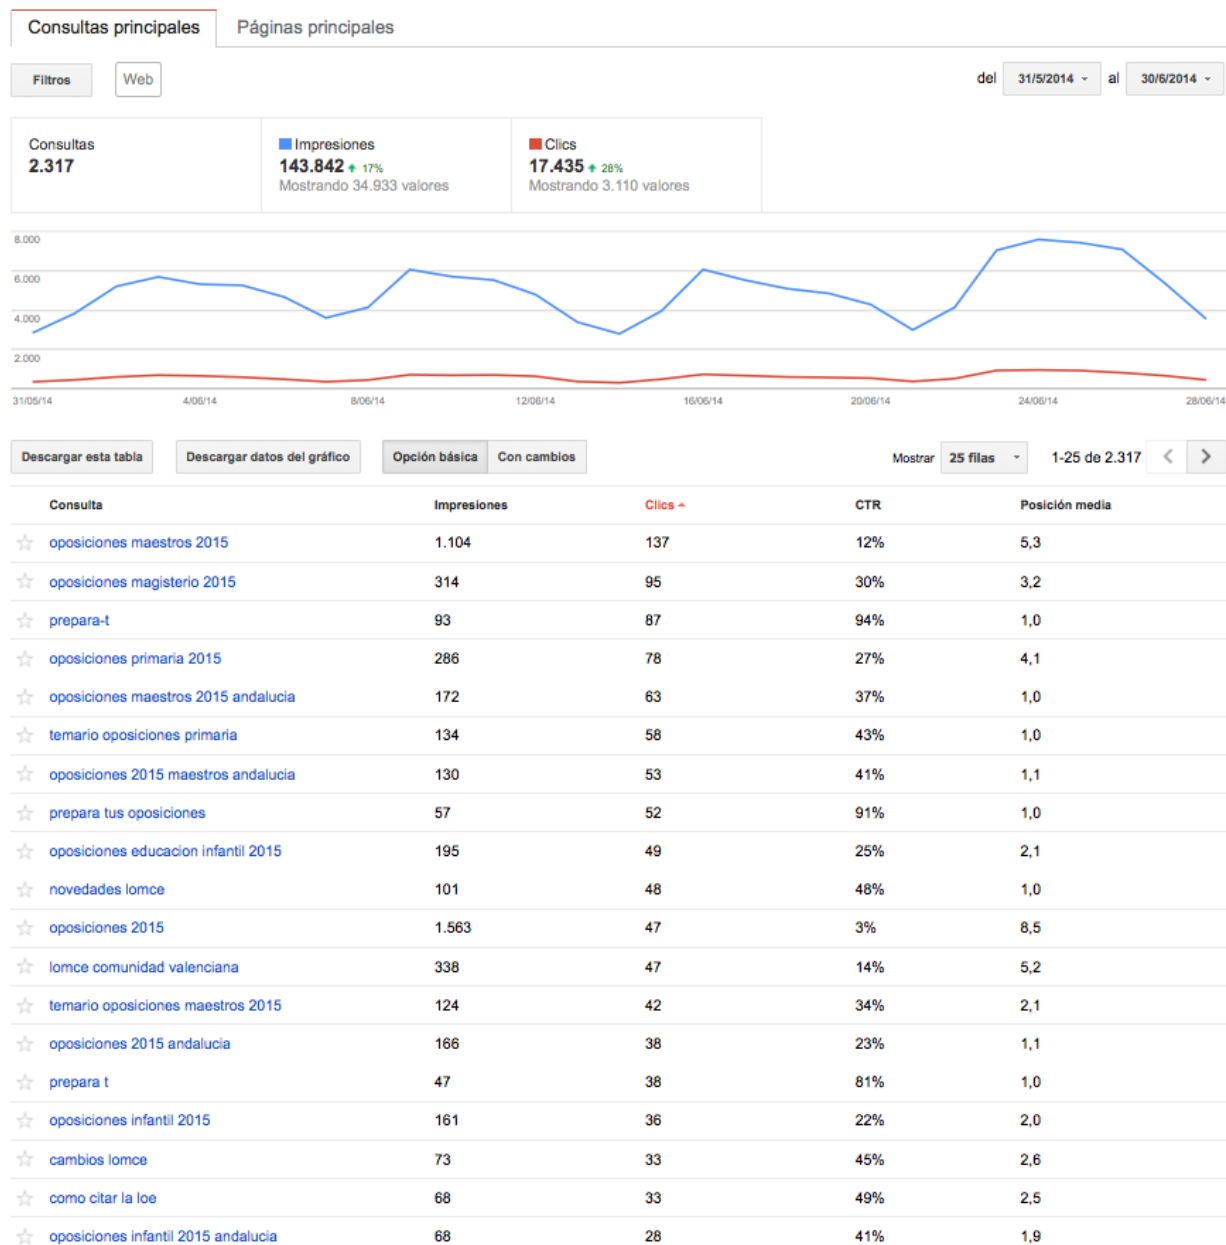 Consultas principales Páginas principales
Filtros Web del 31/5/2014 al 30/6/2014
Consultas Impresiones Clics
2.317 143.842 17% 17.435 28%
Mostrando 34.933 valores Mostrando 3.110 valores
8.000
6.000
4.000
2.000
31/05/14 4/06/14 8/06/14 12/06/14 16/06/14 20/06/14 24/06/14 28/06/14
Descargar esta tabla Descargar datos del gráfico Opción básica Con cambios Mostrar 25 filas 1-25 de 2.317
Consulta Impresiones Clics CTR Posición media
oposiciones maestros 2015 1.104 137 12% 5,3
oposiciones magisterio 2015 314 95 30% 3,2
prepara-t 93 87 94% 1,0
oposiciones primaria 2015 286 78 27% 4,1
oposiciones maestros 2015 andalucia 172 63 37% 1,0
temario oposiciones primaria 134 58 43% 1,0
oposiciones 2015 maestros andalucia 130 53 41% 1,1
prepara tus oposiciones 57 52 91% 1,0
oposiciones educacion infantil 2015 195 49 25% 2,1
novedades lomce 101 48 48% 1,0
oposiciones 2015 1.563 47 3% 8,5
lomce comunidad valenciana 338 47 14% 5,2
temario oposiciones maestros 2015 124 42 34% 2,1
oposiciones 2015 andalucia 166 38 23% 1,1
prepara t 47 38 81% 1,0
oposiciones infantil 2015 161 36 22% 2,0
cambios lomce 73 33 45% 2,6
como citar la loe 68 33 49% 2,5
oposiciones infantil 2015 andalucia 68 28 41% 1,9